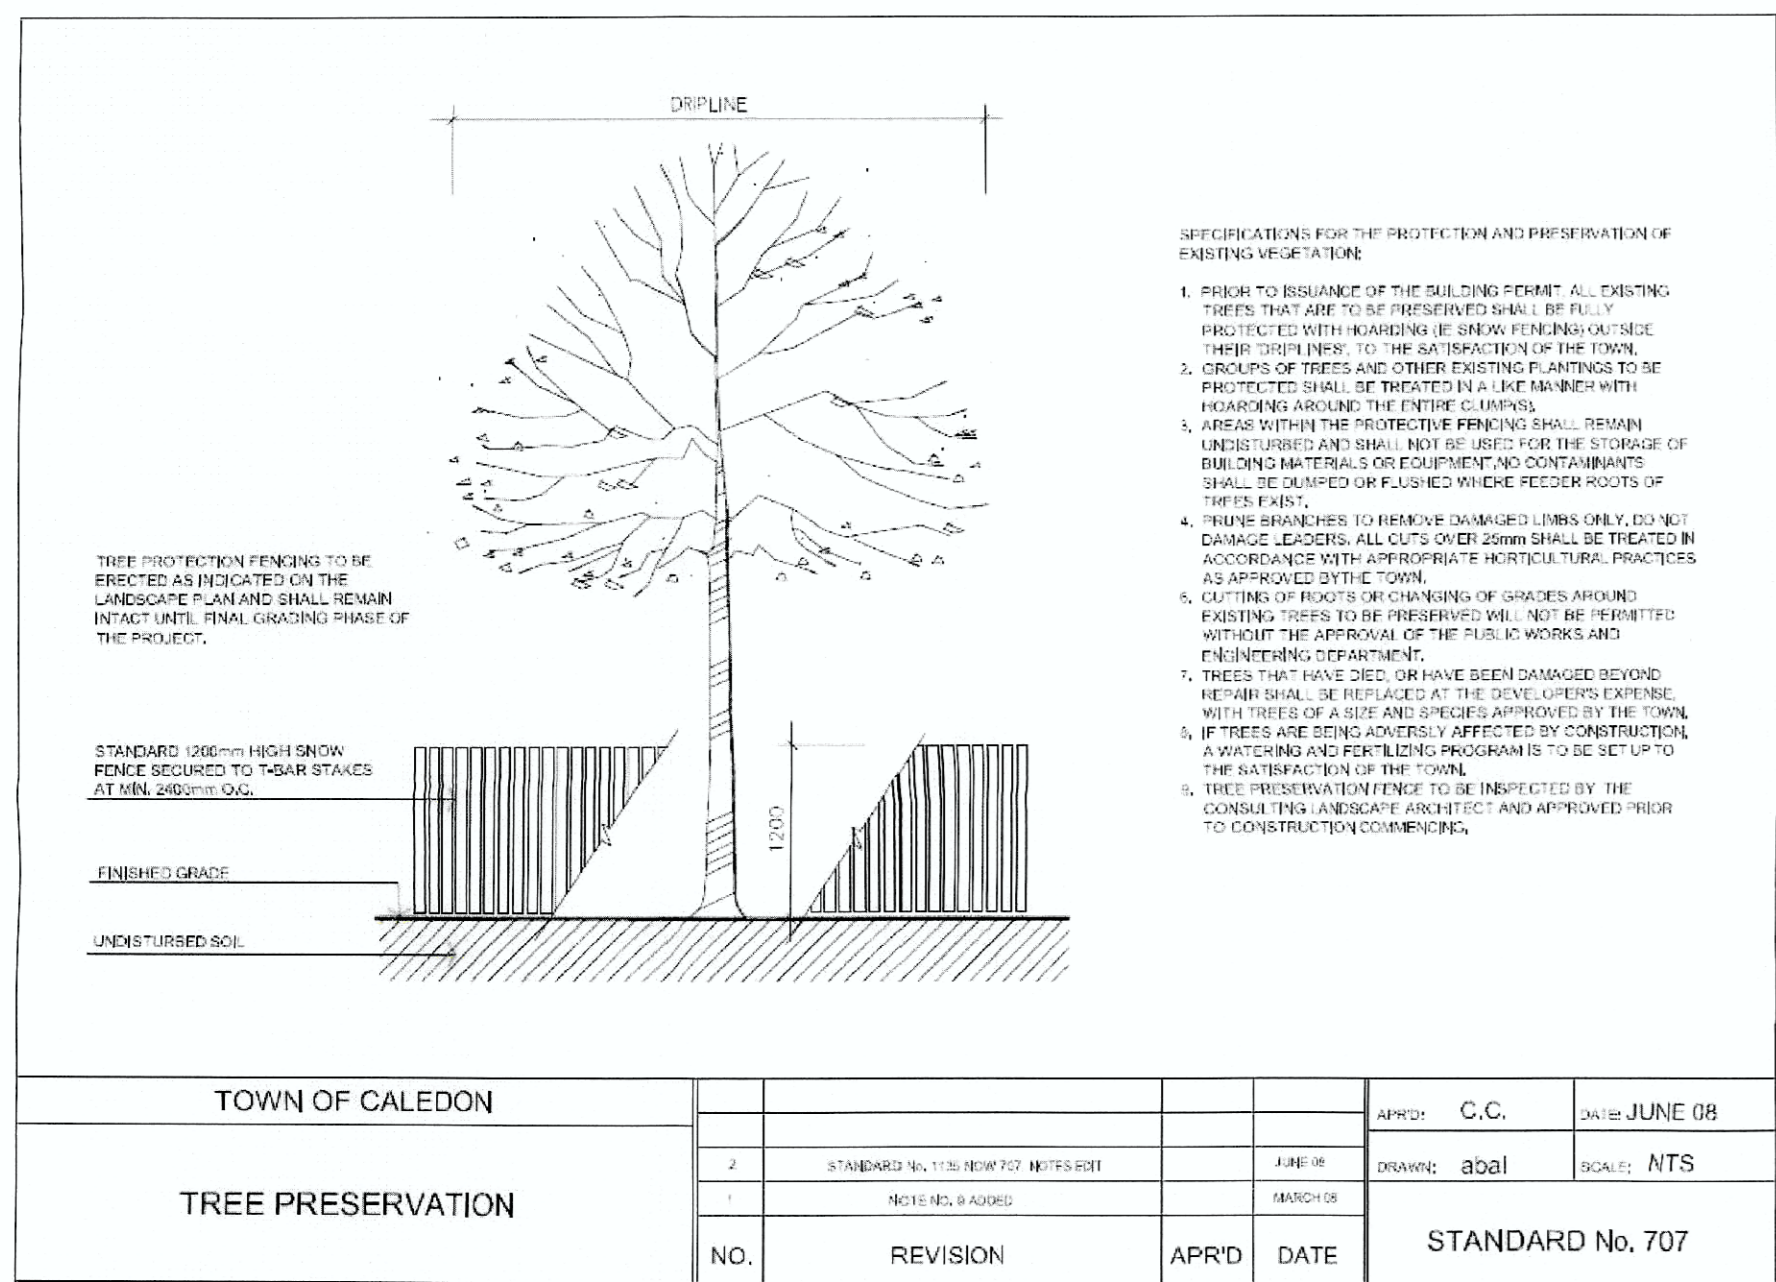 DRIPLINE
SPECIFICATIONS FOR THE PROTECTION AND PRESERVATION OF
EXISTING VEGETATION:
1. PRIOR TO ISSUANCE OF THE BUILDING PERMIT, ALL EXISTING
TREES THAT ARE TO BE PRESERVED SHALL BE FULLY
PROTECTED WITH HOARDING (IE SNOW FENCING) OUTSIDE
THEIR 'DRIPLINES', TO THE SATISFACTION OF THE TOWN.
2. GROUPS OF TREES AND OTHER EXISTING PLANTINGS TO BE
PROTECTED SHALL BE TREATED IN A LIKE MANNER WITH
HOARDING AROUND THE ENTIRE CLUMP(S).
3. AREAS WITHIN THE PROTECTIVE FENCING SHALL REMAIN
UNDISTURBED AND SHALL NOT BE USED FOR THE STORAGE OF
BUILDING MATERIALS OR EQUIPMENT, NO CONTAMINANTS
SHALL BE DUMPED OR FLUSHED WHERE FEEDER ROOTS OF
TREES EXIST.
4. PRUNE BRANCHES TO REMOVE DAMAGED LIMBS ONLY, DO NOT
DAMAGE LEADERS. ALL CUTS OVER 25mm SHALL BE TREATED IN
ACCORDANCE WITH APPROPRIATE HORTICULTURAL PRACTICES
AS APPROVED BYTHE TOWN.
6. CUTTING OF ROOTS OR CHANGING OF GRADES AROUND
EXISTING TREES TO BE PRESERVED WILL NOT BE PERMITTED
WITHOUT THE APPROVAL OF THE PUBLIC WORKS AND
ENGINEERING DEPARTMENT.
7. TREES THAT HAVE DIED, OR HAVE BEEN DAMAGED BEYOND
REPAIR SHALL BE REPLACED AT THE DEVELOPER'S EXPENSE,
WITH TREES OF A SIZE AND SPECIES APPROVED BY THE TOWN.
8. IF TREES ARE BEING ADVERSLY AFFECTED BY CONSTRUCTION,
A WATERING AND FERTILIZING PROGRAM IS TO BE SET UP TO
THE SATISFACTION OF THE TOWN.
9. TREE PRESERVATION FENCE TO BE INSPECTED BY THE
CONSULTING LANDSCAPE ARCHITECT AND APPROVED PRIOR
TO CONSTRUCTION COMMENCING.
TREE PROTECTION FENCING TO BE
ERECTED AS INDICATED ON THE
LANDSCAPE PLAN AND SHALL REMAIN
INTACT UNTIL FINAL GRADING PHASE OF
THE PROJECT.
STANDARD 1200mm HIGH SNOW
FENCE SECURED TO T-BAR STAKES
AT MIN. 2400mm O.C.
1200
FINISHED GRADE
UNDISTURBED SOIL
TOWN OF CALEDON
TREE PRESERVATION
2 STANDARD No. 1135 NOW 707 NOTES EDIT JUNE 08
1 NOTE NO. 9 ADDED MARCH 08
NO. REVISION APR'D DATE
APR'D: C.C. DATE: JUNE 08
DRAWN: abal SCALE: NTS
STANDARD No. 707